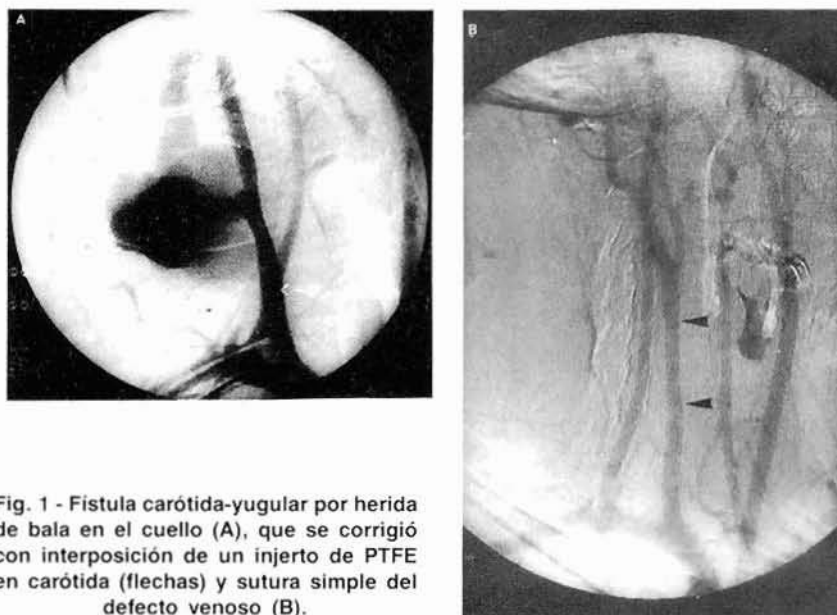 A
B
Fig. 1 - Fístula carótida-yugular por herida
de bala en el cuello (A), que se corrigió
con interposición de un injerto de PTFE
en carótida (flechas) y sutura simple del
defecto venoso (B).